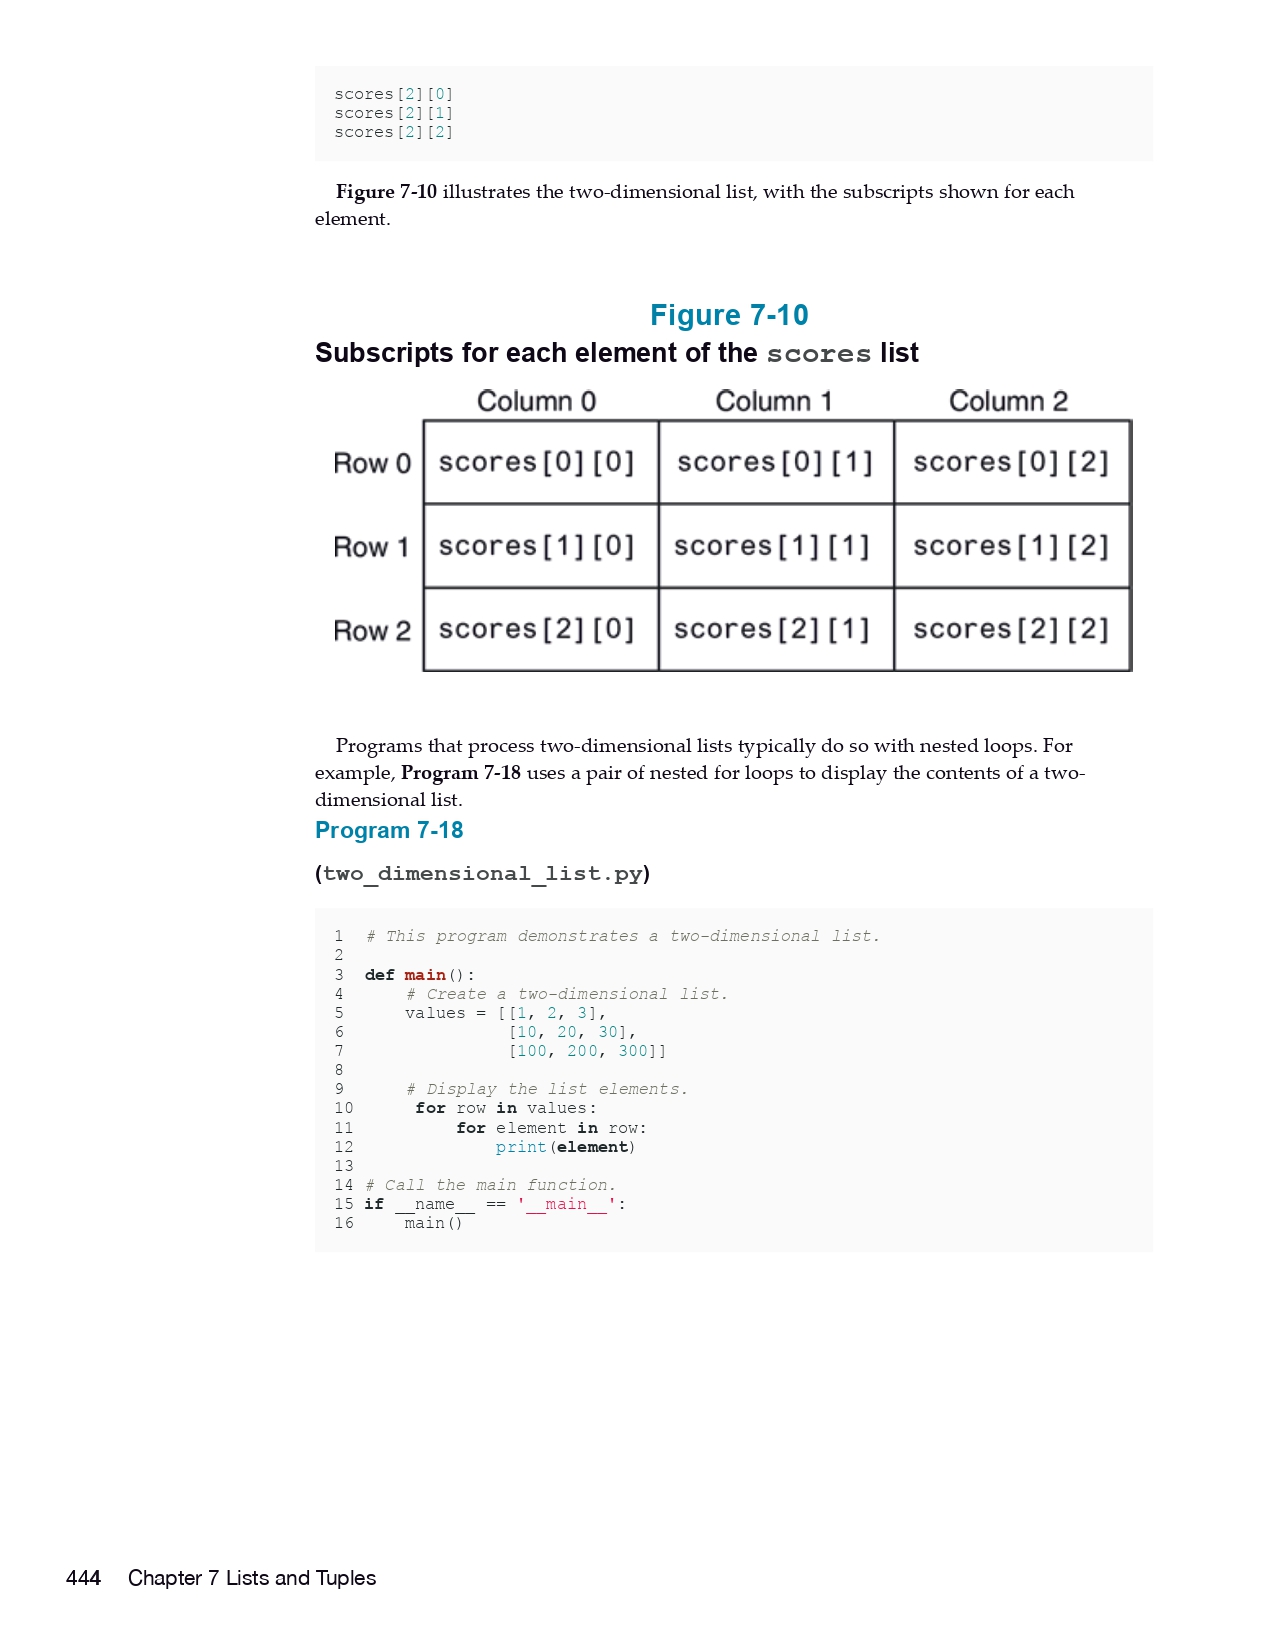 scores[2][0]
scores[2][1]
scores[2][2]
Figure 7-10 illustrates the two-dimensional list, with the subscripts shown for each
element.
Figure 7-10
Subscripts for each element of the scores list
Column 0 Column 1 Column 2
Row 0 scores[0][0] scores[0][1] scores[0][2]
Row 1 scores[1][0] scores[1][1] scores[1][2]
Row 2 scores[2][0] scores[2][1] scores[2][2]
Programs that process two-dimensional lists typically do so with nested loops. For
example, Program 7-18 uses a pair of nested for loops to display the contents of a two-
dimensional list.
Program 7-18
(two_dimensional_list.py)
1  # This program demonstrates a two-dimensional list.
2
3  def main():
4      # Create a two-dimensional list.
5      values = [[1, 2, 3],
6                [10, 20, 30],
7                [100, 200, 300]]
8
9      # Display the list elements.
10      for row in values:
11          for element in row:
12              print(element)
13
14 # Call the main function.
15 if __name__ == '__main__':
16     main()
444 Chapter 7 Lists and Tuples